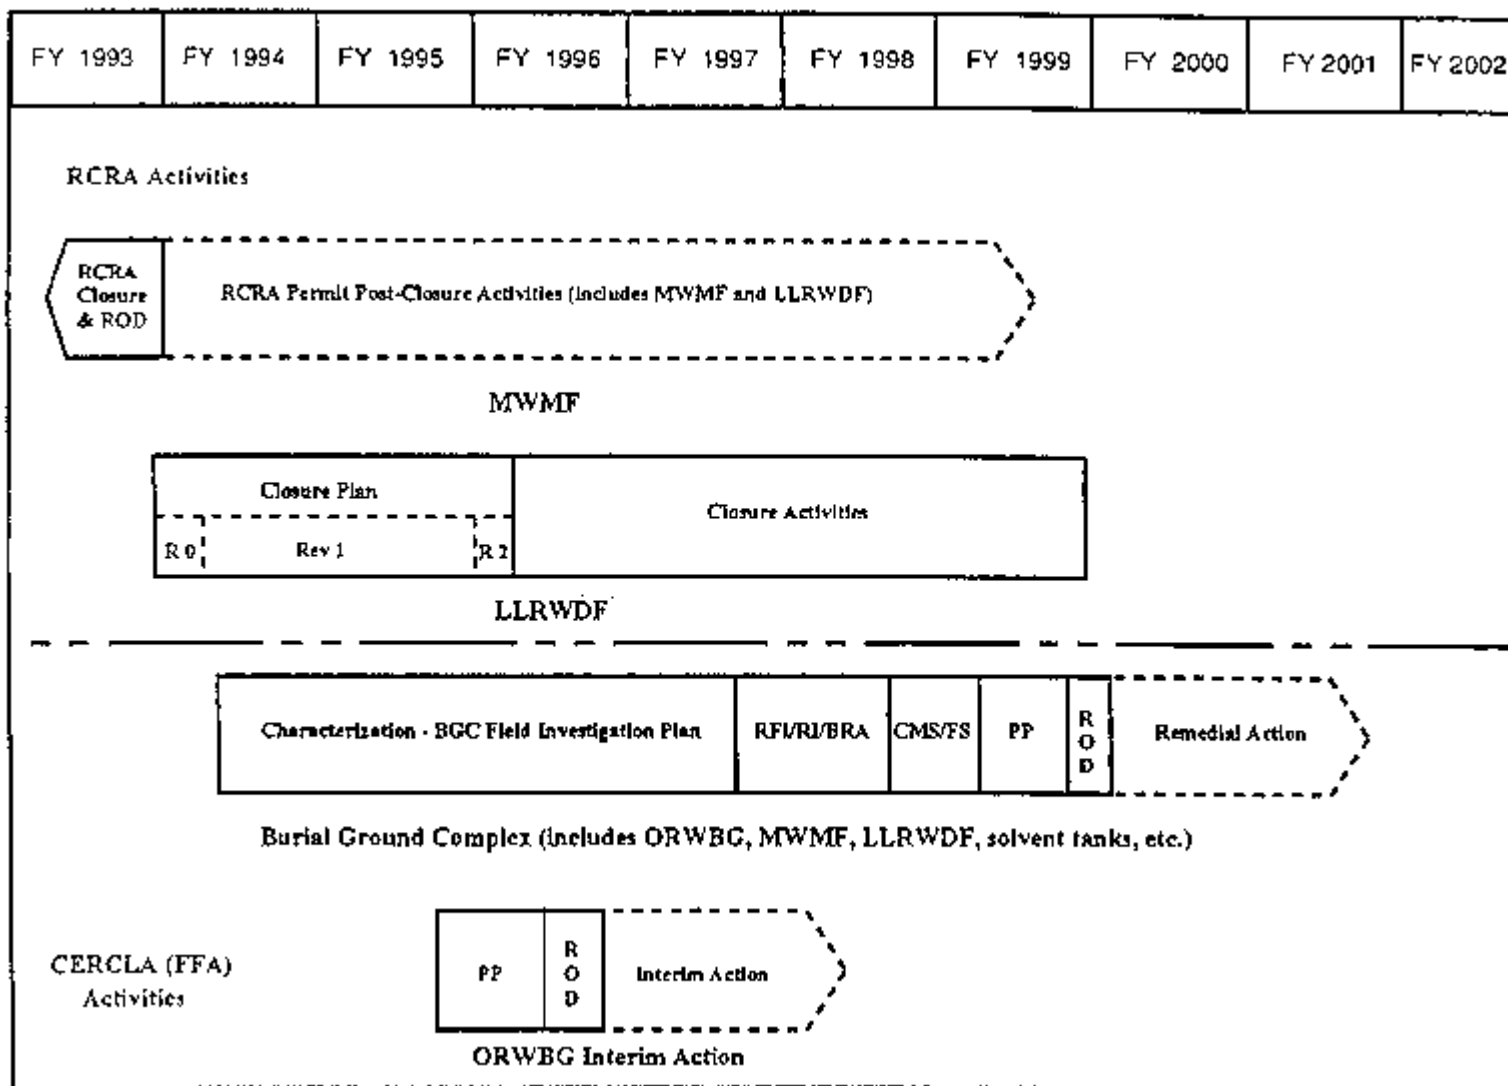 FY 1993 FY 1994 FY 1995 FY 1996 FY 1997 FY 1998 FY 1999 FY 2000 FY 2001 FY 2002
RCRA Activities
RCRA
Closure
& ROD
RCRA Permit Post-Closure Activities (includes MWMF and LLRWDF)
MWMF
Closure Plan
R 0 Rev 1 R 2
Closure Activities
LLRWDF
Characterization - BGC Field Investigation Plan
RFI/RI/BRA
CMS/FS
PP
R
O
D
Remedial Action
Burial Ground Complex (includes ORWBG, MWMF, LLRWDF, solvent tanks, etc.)
CERCLA (FFA)
Activities
PP
R
O
D
Interim Action
ORWBG Interim Action